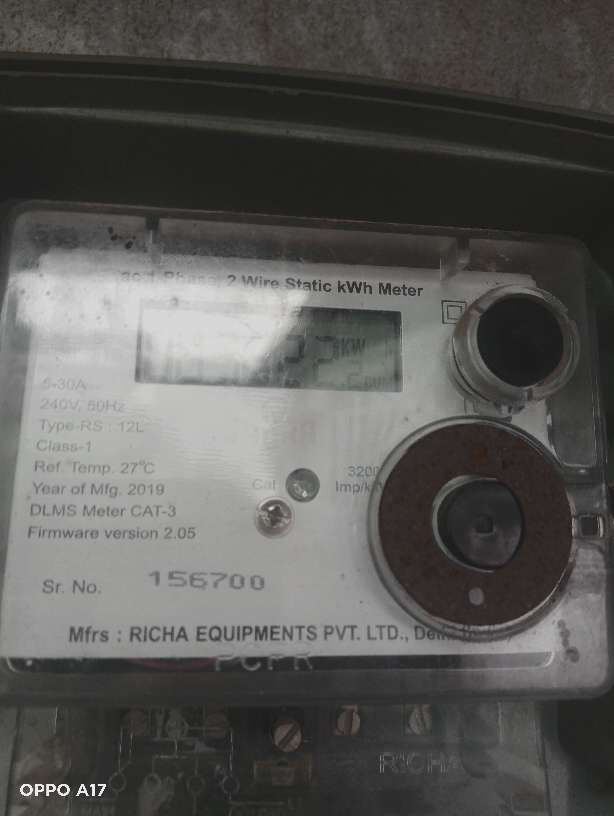 Phase, 2 Wire Static kWh Meter
KW
5-30A
240V, 50Hz
Type-RS : 12L
Class-1
Ref. Temp. 27°C
Year of Mfg. 2019
DLMS Meter CAT-3
Firmware version 2.05
Cal
Sr. No. 156700
Mfrs : RICHA EQUIPMENTS PVT. LTD.,
RICHA
OPPO A17